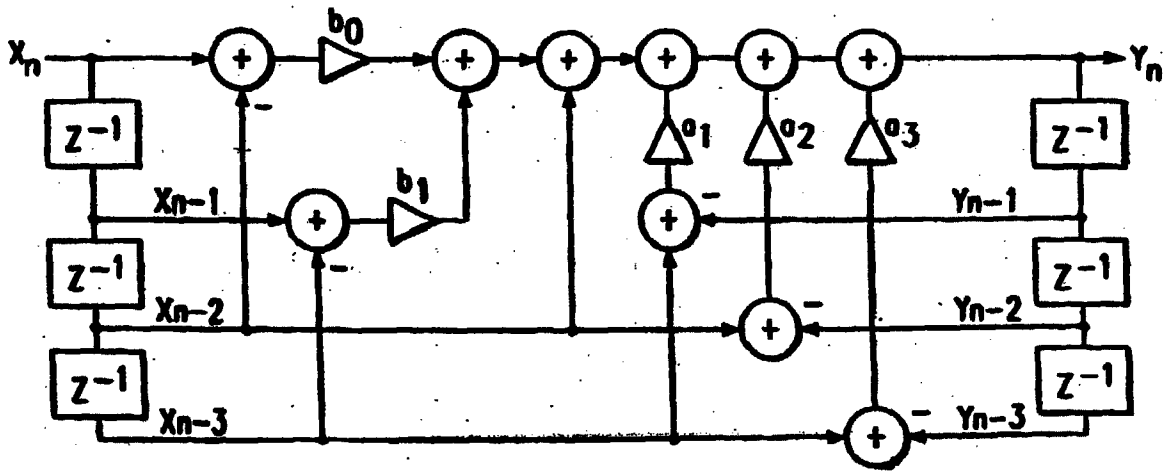 b0
Xn + + + + + + Yn
z−1 a1 a2 a3 z−1
b1
Xn−1 + + − Yn−1
− −
z−1 z−1
Xn−2 + − Yn−2
z−1 z−1
Xn−3 + − Yn−3